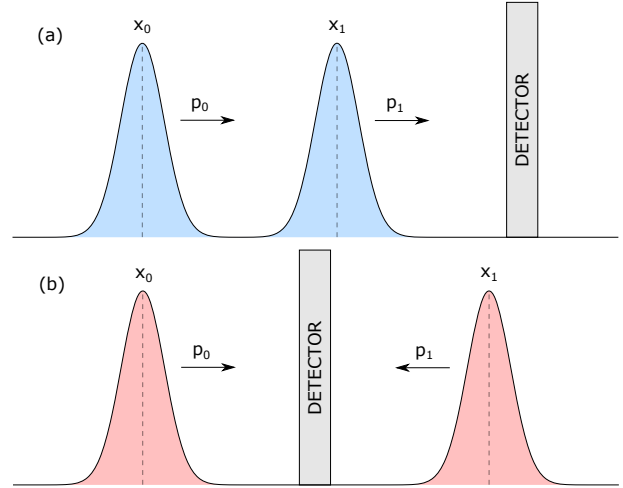 (a)
x₀
x₁
p₀
p₁
DETECTOR
(b)
x₀
x₁
p₀
p₁
DETECTOR